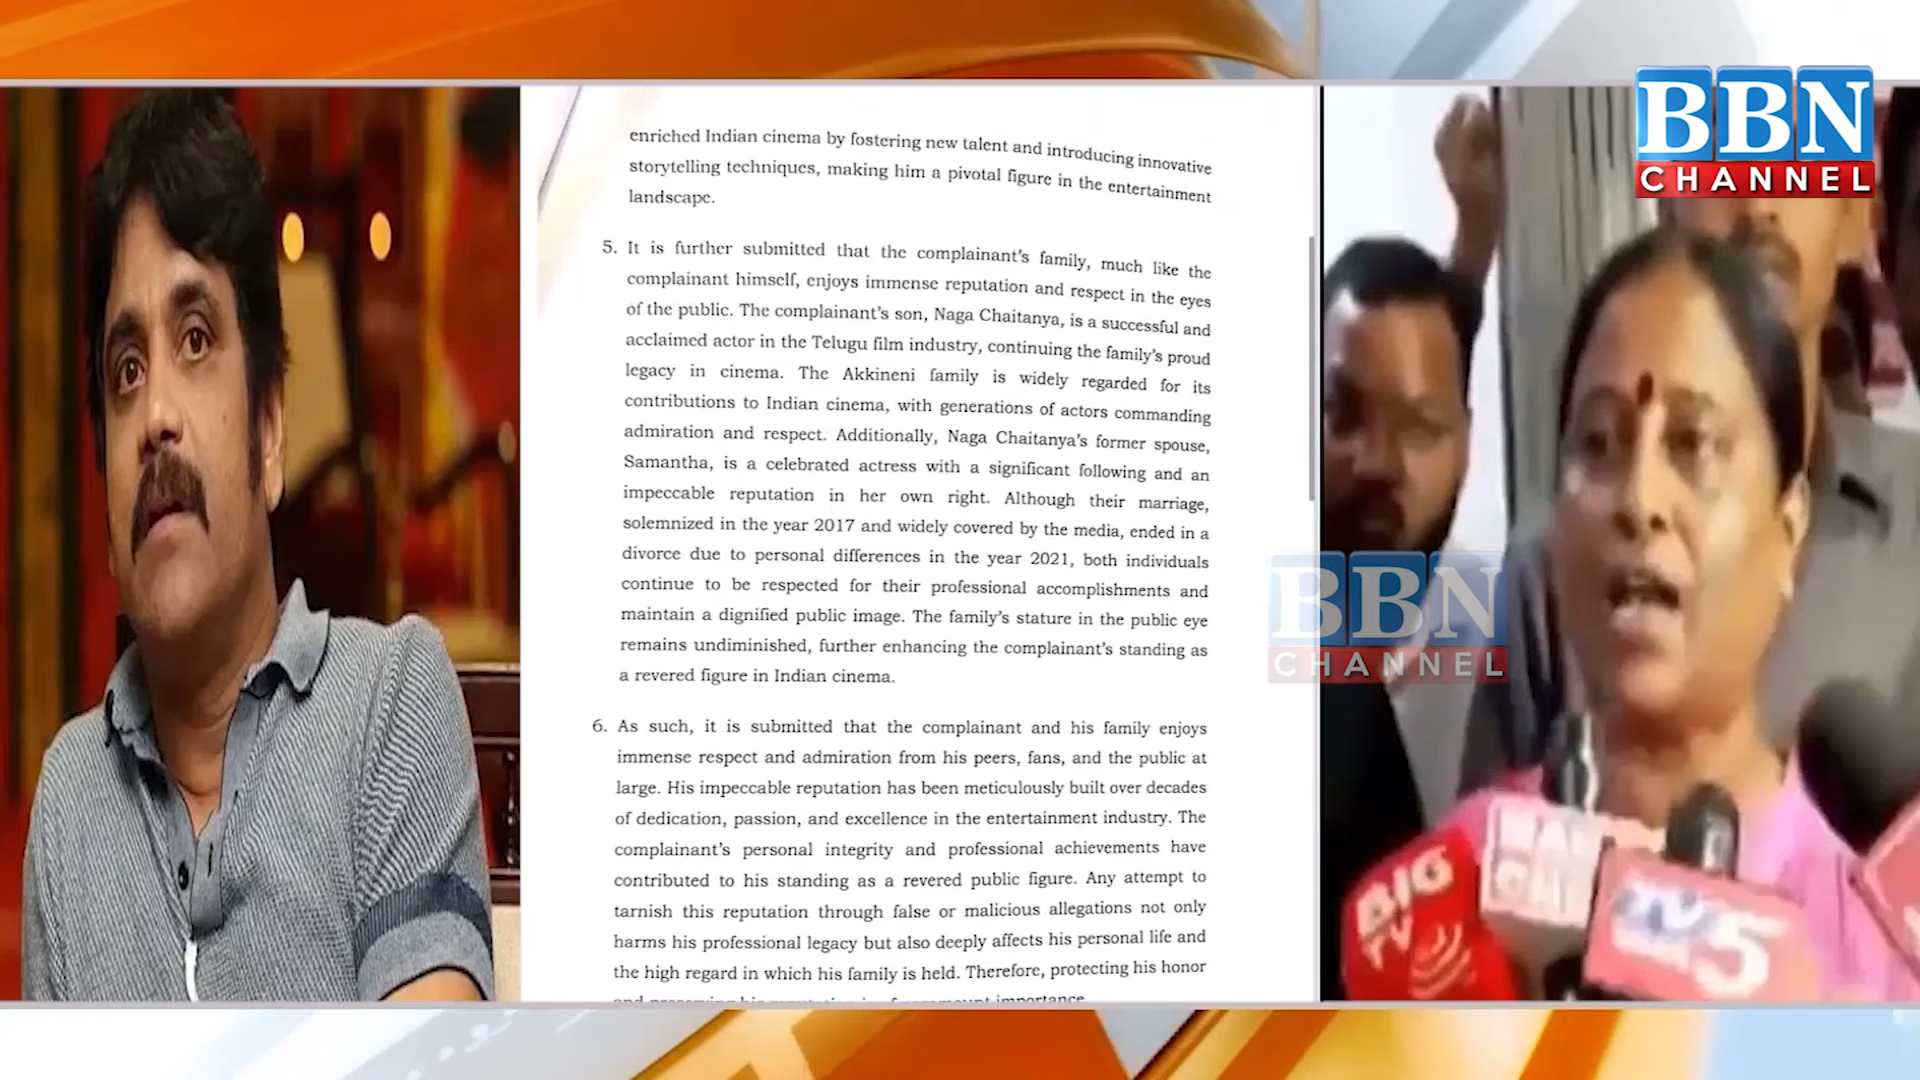 BBN
CHANNEL
enriched Indian cinema by fostering new talent and introducing innovative
storytelling techniques, making him a pivotal figure in the entertainment
landscape.
5. It is further submitted that the complainant's family, much like the
complainant himself, enjoys immense reputation and respect in the eyes
of the public. The complainant's son, Naga Chaitanya, is a successful and
acclaimed actor in the Telugu film industry, continuing the family's proud
legacy in cinema. The Akkineni family is widely regarded for its
contributions to Indian cinema, with generations of actors commanding
admiration and respect. Additionally, Naga Chaitanya's former spouse,
Samantha, is a celebrated actress with a significant following and an
impeccable reputation in her own right. Although their marriage,
solemnized in the year 2017 and widely covered by the media, ended in a
divorce due to personal differences in the year 2021, both individuals
continue to be respected for their professional accomplishments and
maintain a dignified public image. The family's stature in the public eye
remains undiminished, further enhancing the complainant's standing as
a revered figure in Indian cinema.
6. As such, it is submitted that the complainant and his family enjoys
immense respect and admiration from his peers, fans, and the public at
large. His impeccable reputation has been meticulously built over decades
of dedication, passion, and excellence in the entertainment industry. The
complainant's personal integrity and professional achievements have
contributed to his standing as a revered public figure. Any attempt to
tarnish this reputation through false or malicious allegations not only
harms his professional legacy but also deeply affects his personal life and
the high regard in which his family is held. Therefore, protecting his honor
importance.
BBN
CHANNEL
BIG
TV
TV5